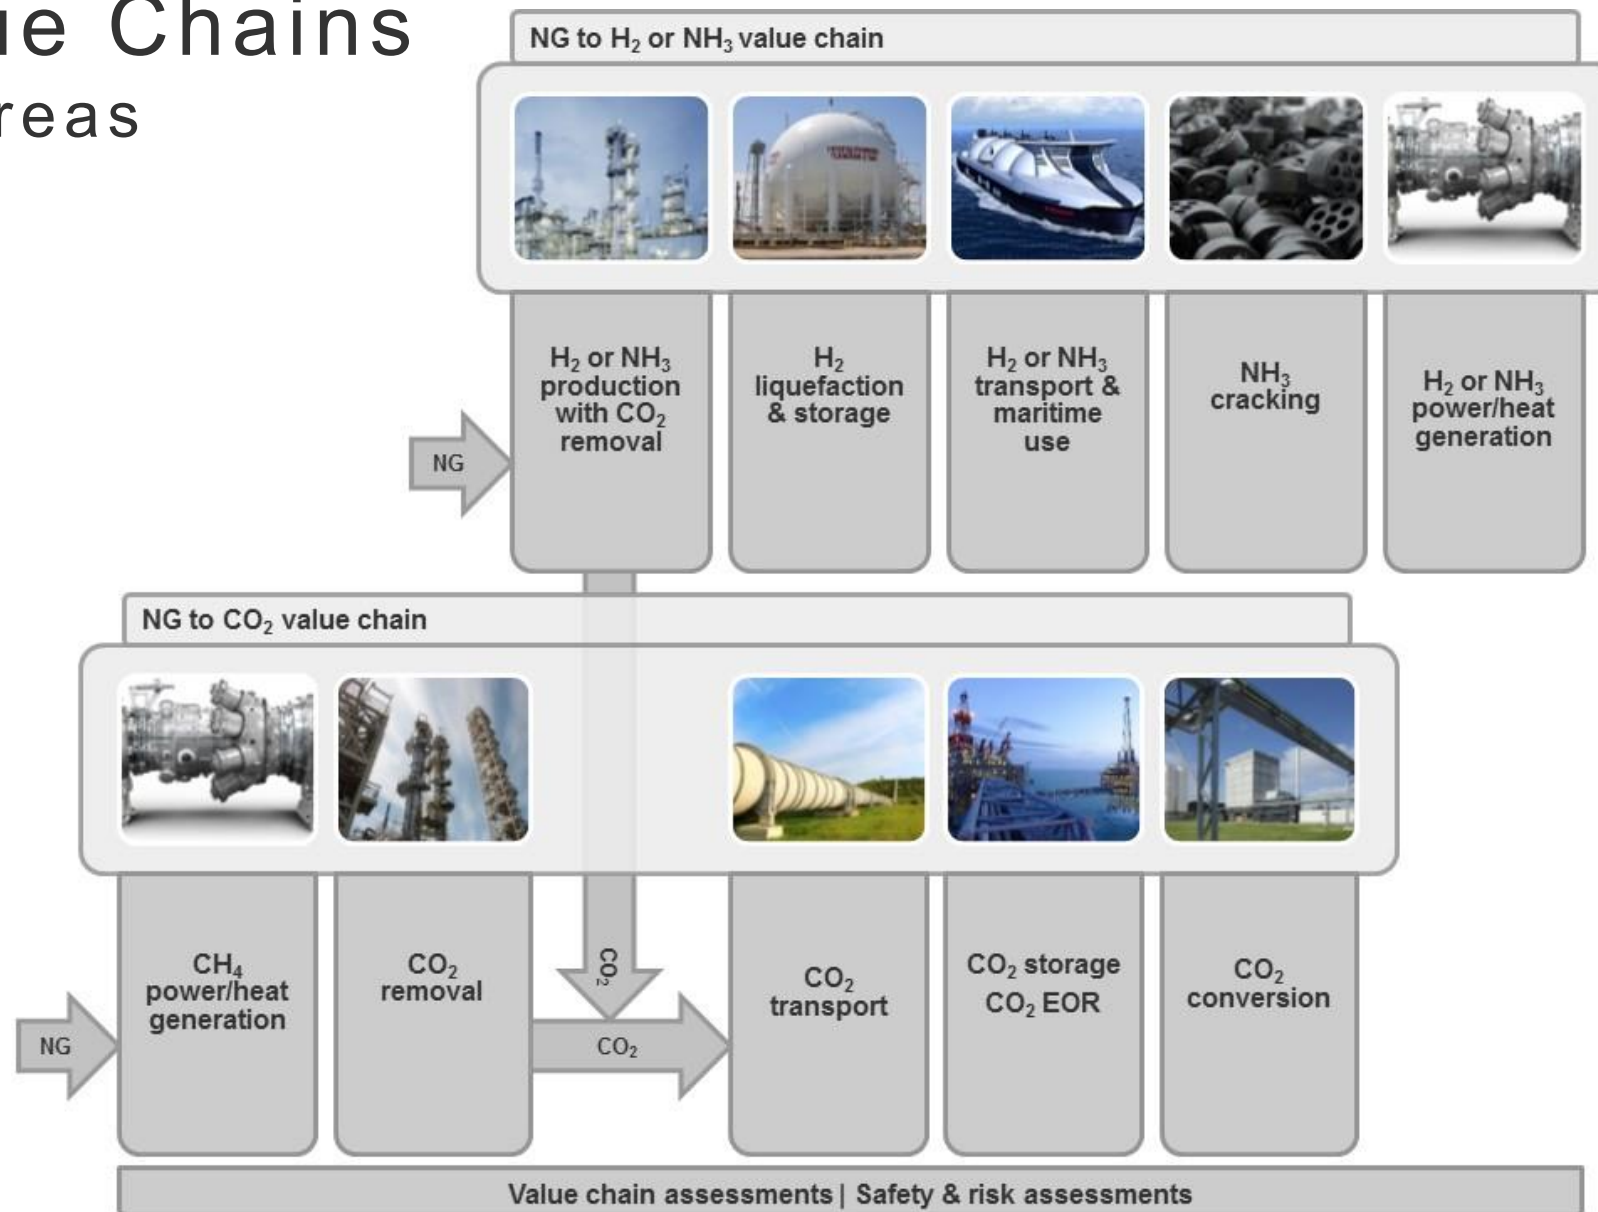 ue Chains
reas
NG to H₂ or NH₃ value chain
H₂ or NH₃
production
with CO₂
removal
H₂
liquefaction
& storage
H₂ or NH₃
transport &
maritime
use
NH₃
cracking
H₂ or NH₃
power/heat
generation
NG
NG to CO₂ value chain
CH₄
power/heat
generation
CO₂
removal
CO₂
CO₂
transport
CO₂ storage
CO₂ EOR
CO₂
conversion
NG
CO₂
Value chain assessments| Safety & risk assessments